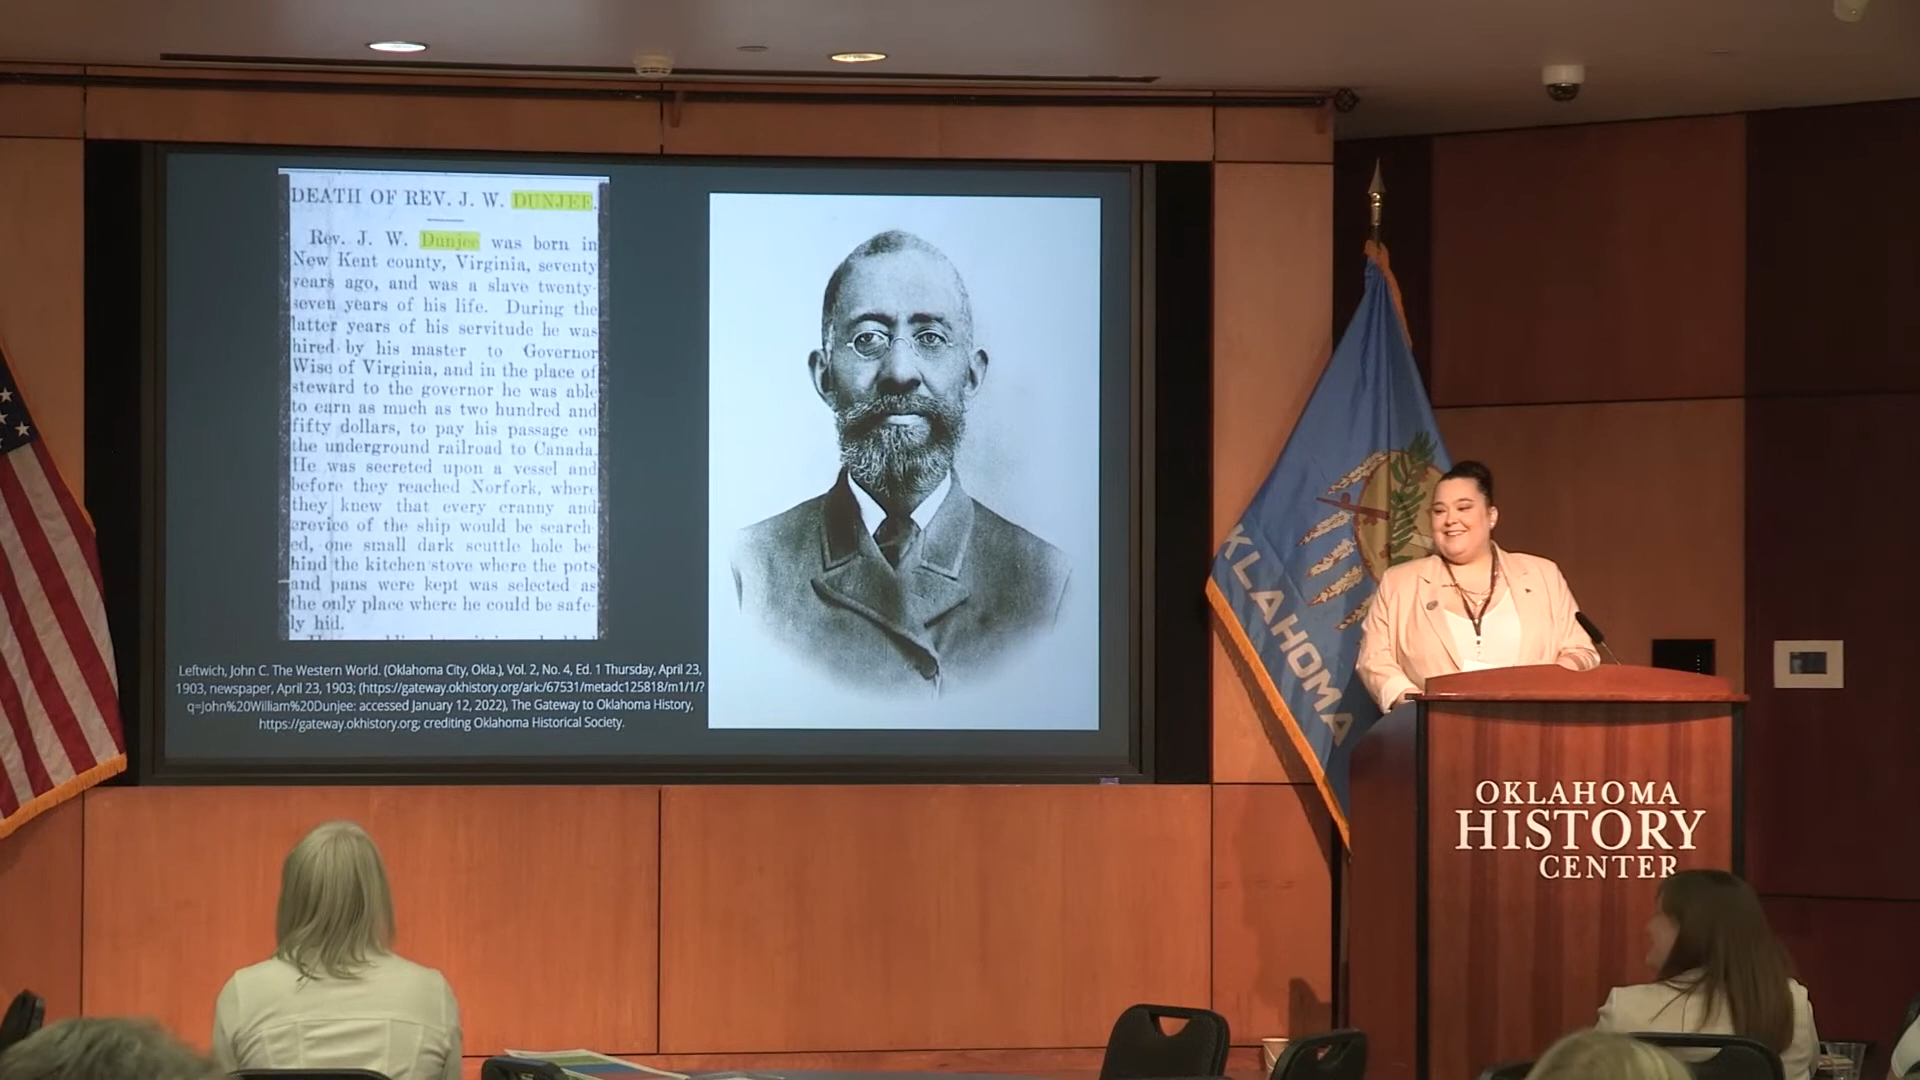 DEATH OF REV. J. W. DUNJEE.
Rev. J. W. Dunjee was born in
New Kent county, Virginia, seventy
years ago, and was a slave twenty-
seven years of his life. During the
latter years of his servitude he was
hired by his master to Governor
Wise of Virginia, and in the place of
steward to the governor he was able
to earn as much as two hundred and
fifty dollars, to pay his passage on
the underground railroad to Canada.
He was secreted upon a vessel and
before they reached Norfork, where
they knew that every cranny and
crevice of the ship would be search-
ed, one small dark scuttle hole be-
hind the kitchen stove where the pots
and pans were kept was selected as
the only place where he could be safe-
ly hid.
Leftwich, John C. The Western World. (Oklahoma City, Okla.), Vol. 2, No. 4, Ed. 1 Thursday, April 23,
1903, newspaper, April 23, 1903; (https://gateway.okhistory.org/ark:/67531/metadc125818/m1/1/?
q=John%20William%20Dunjee: accessed January 12, 2022), The Gateway to Oklahoma History,
https://gateway.okhistory.org; crediting Oklahoma Historical Society.
OKLAHOMA
OKLAHOMA
HISTORY
CENTER